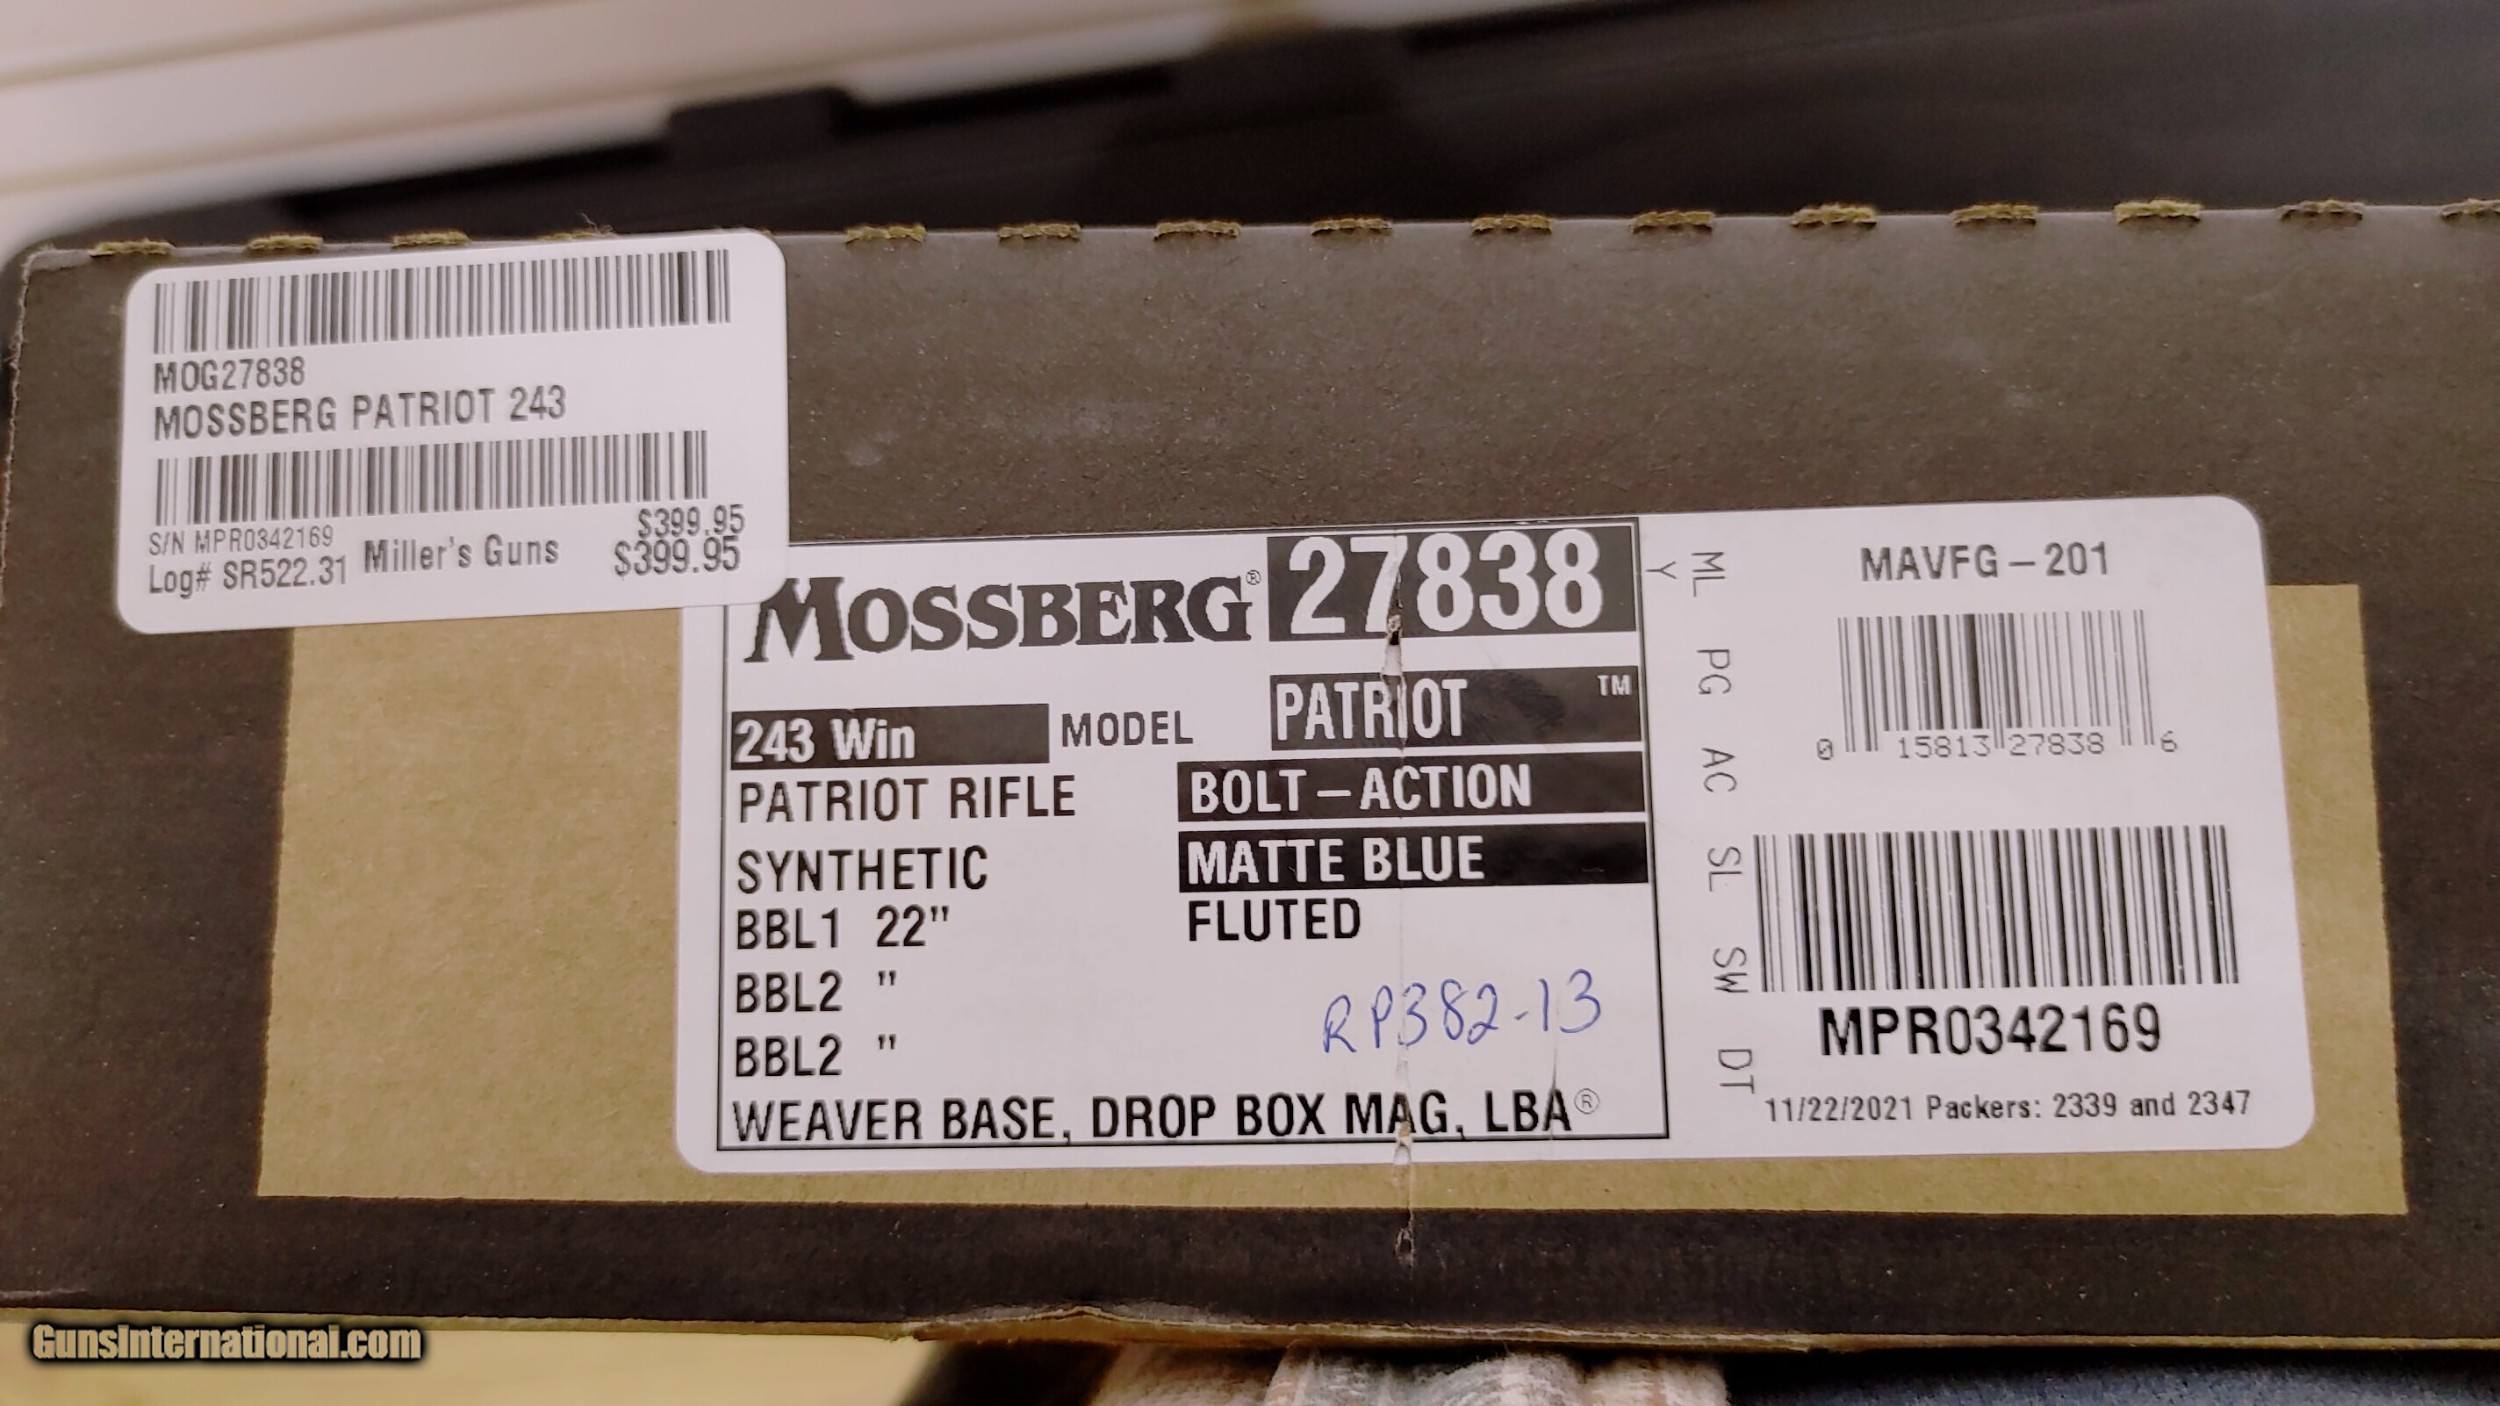 MOG27838
MOSSBERG PATRIOT 243
$399.95
S/N MPR0342169
Log# SR522.31 Miller's Guns $399.95
MOSSBERG® 27838
243 Win MODEL PATRIOT ™
PATRIOT RIFLE BOLT-ACTION
SYNTHETIC MATTE BLUE
BBL1 22" FLUTED
BBL2 "
RP382-13
BBL2 "
WEAVER BASE, DROP BOX MAG, LBA®
Y
ML PG AC SL SW DT
MAVFG-201
0 15813 27838 6
MPR0342169
11/22/2021 Packers: 2339 and 2347
GunsInternational.com